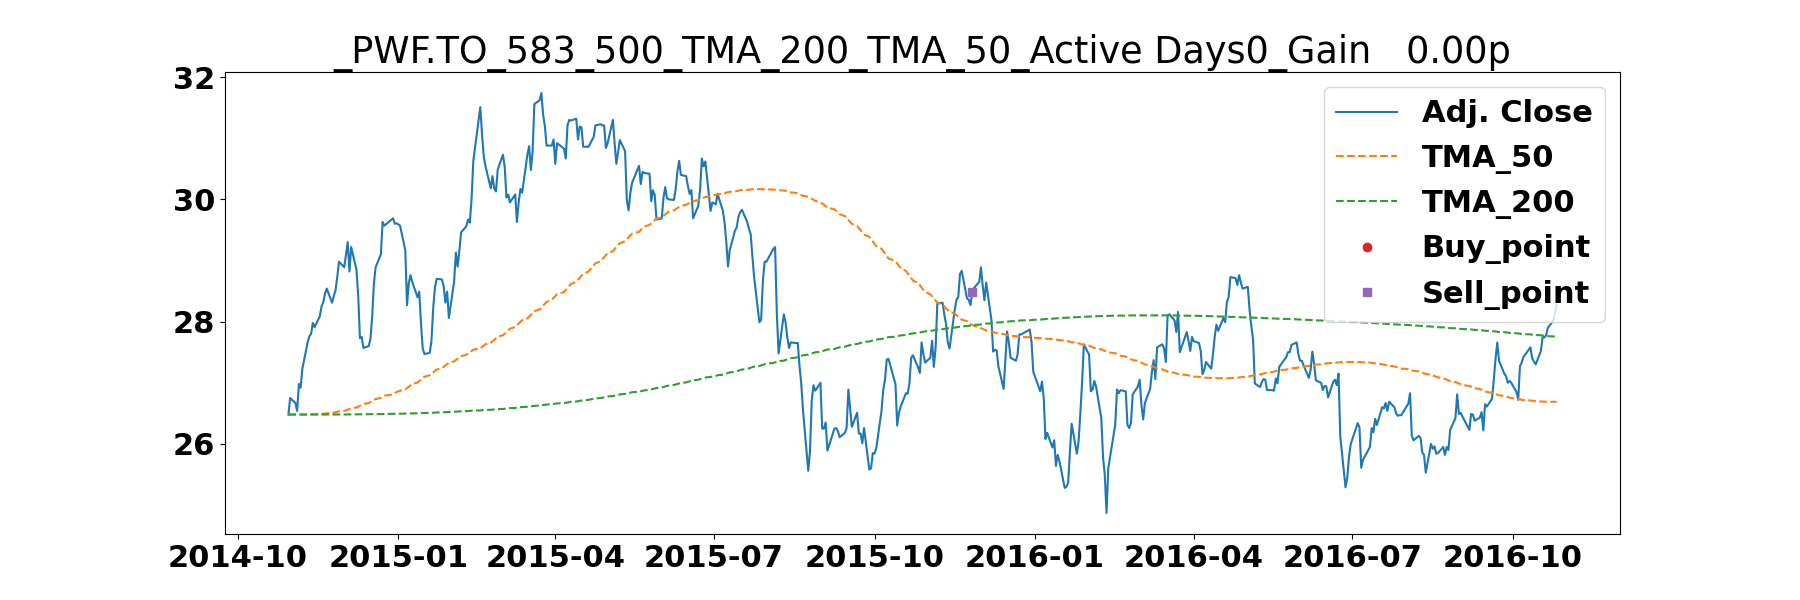 _PWF.TO_583_500_TMA_200_TMA_50_Active Days0_Gain   0.00p
32
30
28
26
Adj. Close
TMA_50
TMA_200
Buy_point
Sell_point
2014-10 2015-01 2015-04 2015-07 2015-10 2016-01 2016-04 2016-07 2016-10